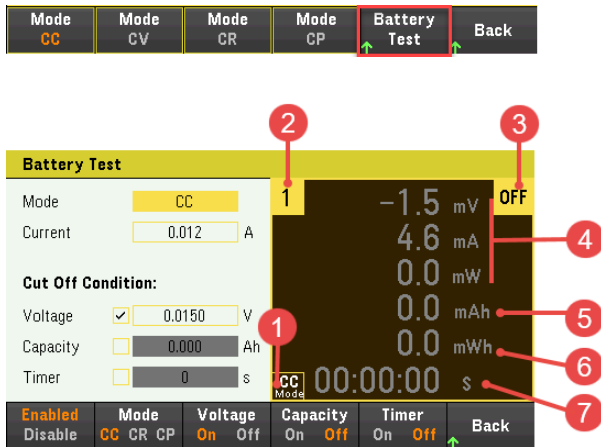 Mode Mode Mode Mode Battery
CC CV CR CP Test Back
2 3
Battery Test
1 OFF
Mode CC -1.5 mV
Current 0.012 A 4.6 mA 4
Cut Off Condition: 0.0 mW
Voltage 0.0150 V 0.0 mAh 5
1
Capacity 0.000 Ah 0.0 mWh 6
Timer 0 s CC Mode 00:00:00 S 7
Enabled Mode Voltage Capacity Timer
Disable CC CR CP On Off On Off On Off Back